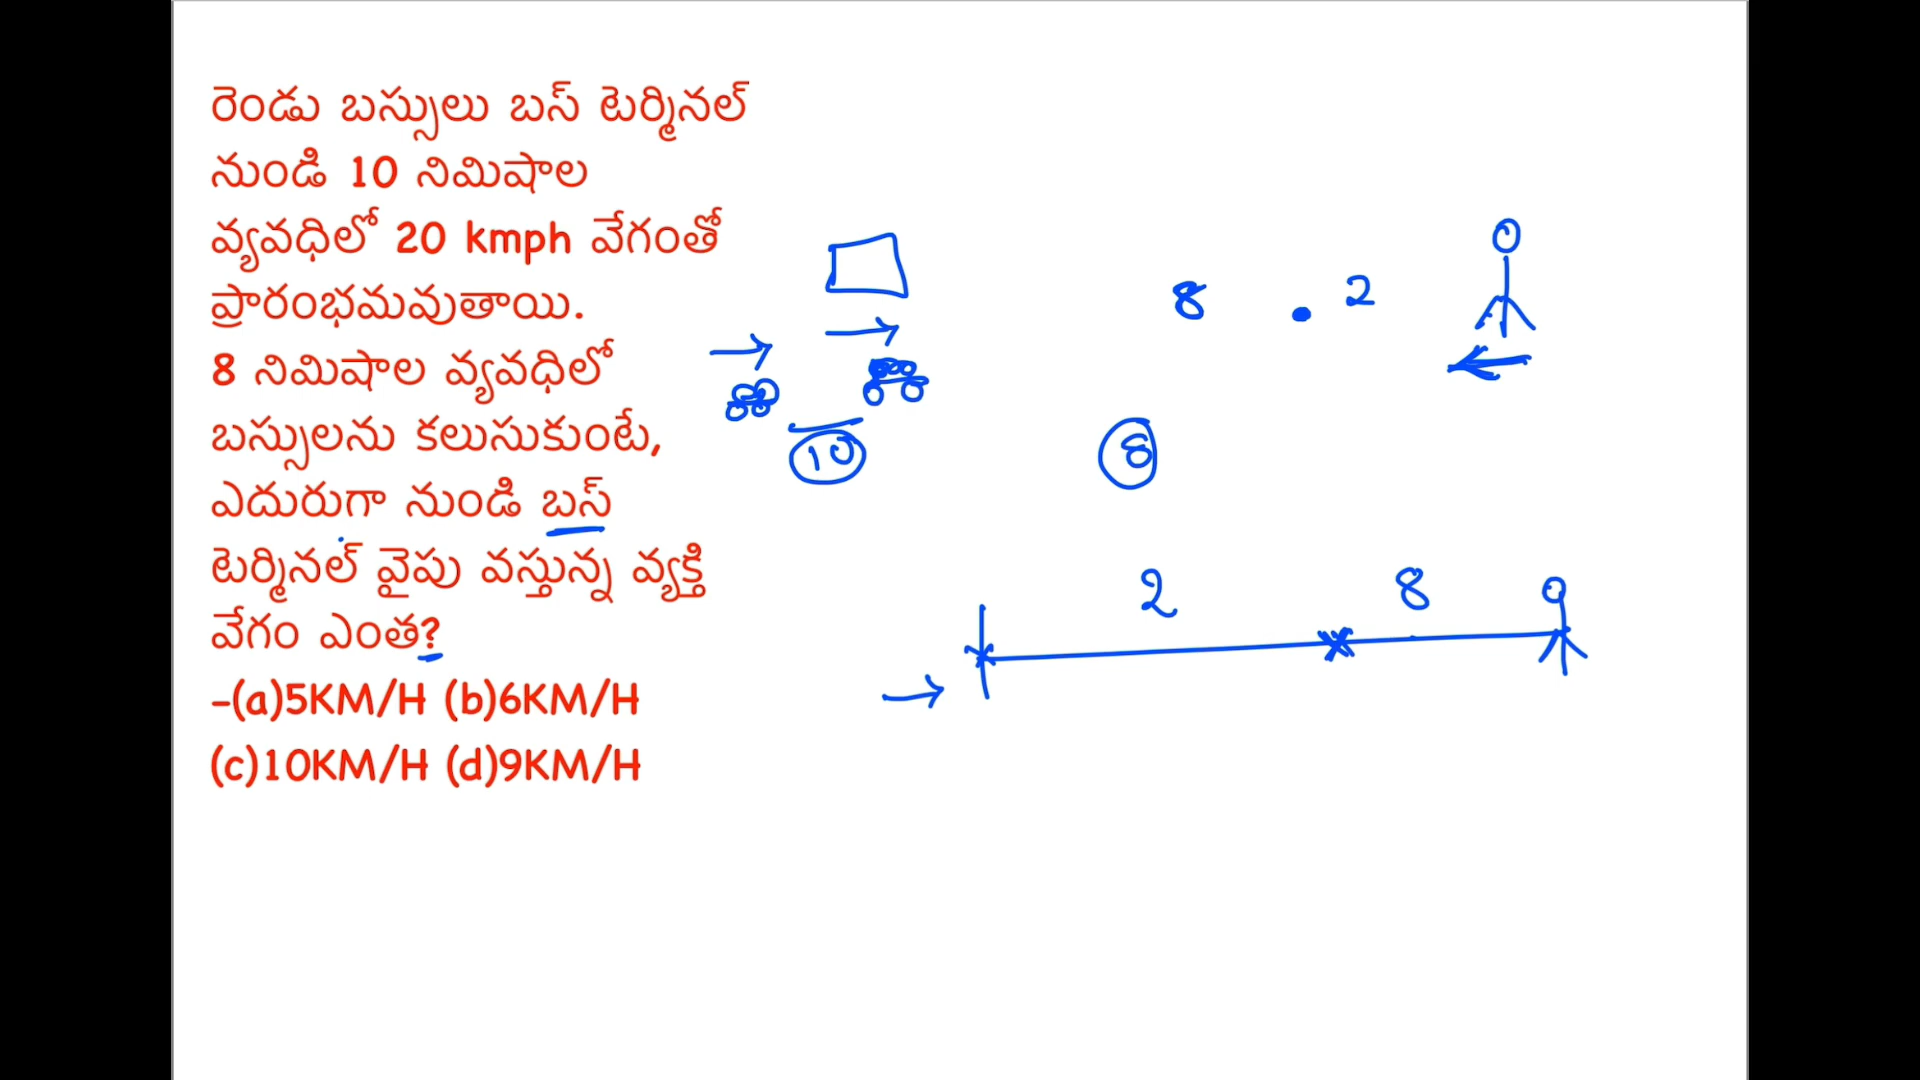 రెండు బస్సులు బస్ టెర్మినల్
నుండి 10 నిమిషాల
వ్యవధిలో 20 kmph వేగంతో
ప్రారంభమవుతాయి.
8 నిమిషాల వ్యవధిలో
బస్సులను కలుసుకుంటే,
ఎదురుగా నుండి బస్
టెర్మినల్ వైపు వస్తున్న వ్యక్తి
వేగం ఎంత?
-(a)5KM/H (b)6KM/H
(c)10KM/H (d)9KM/H
8 . 2
10
8
2 8